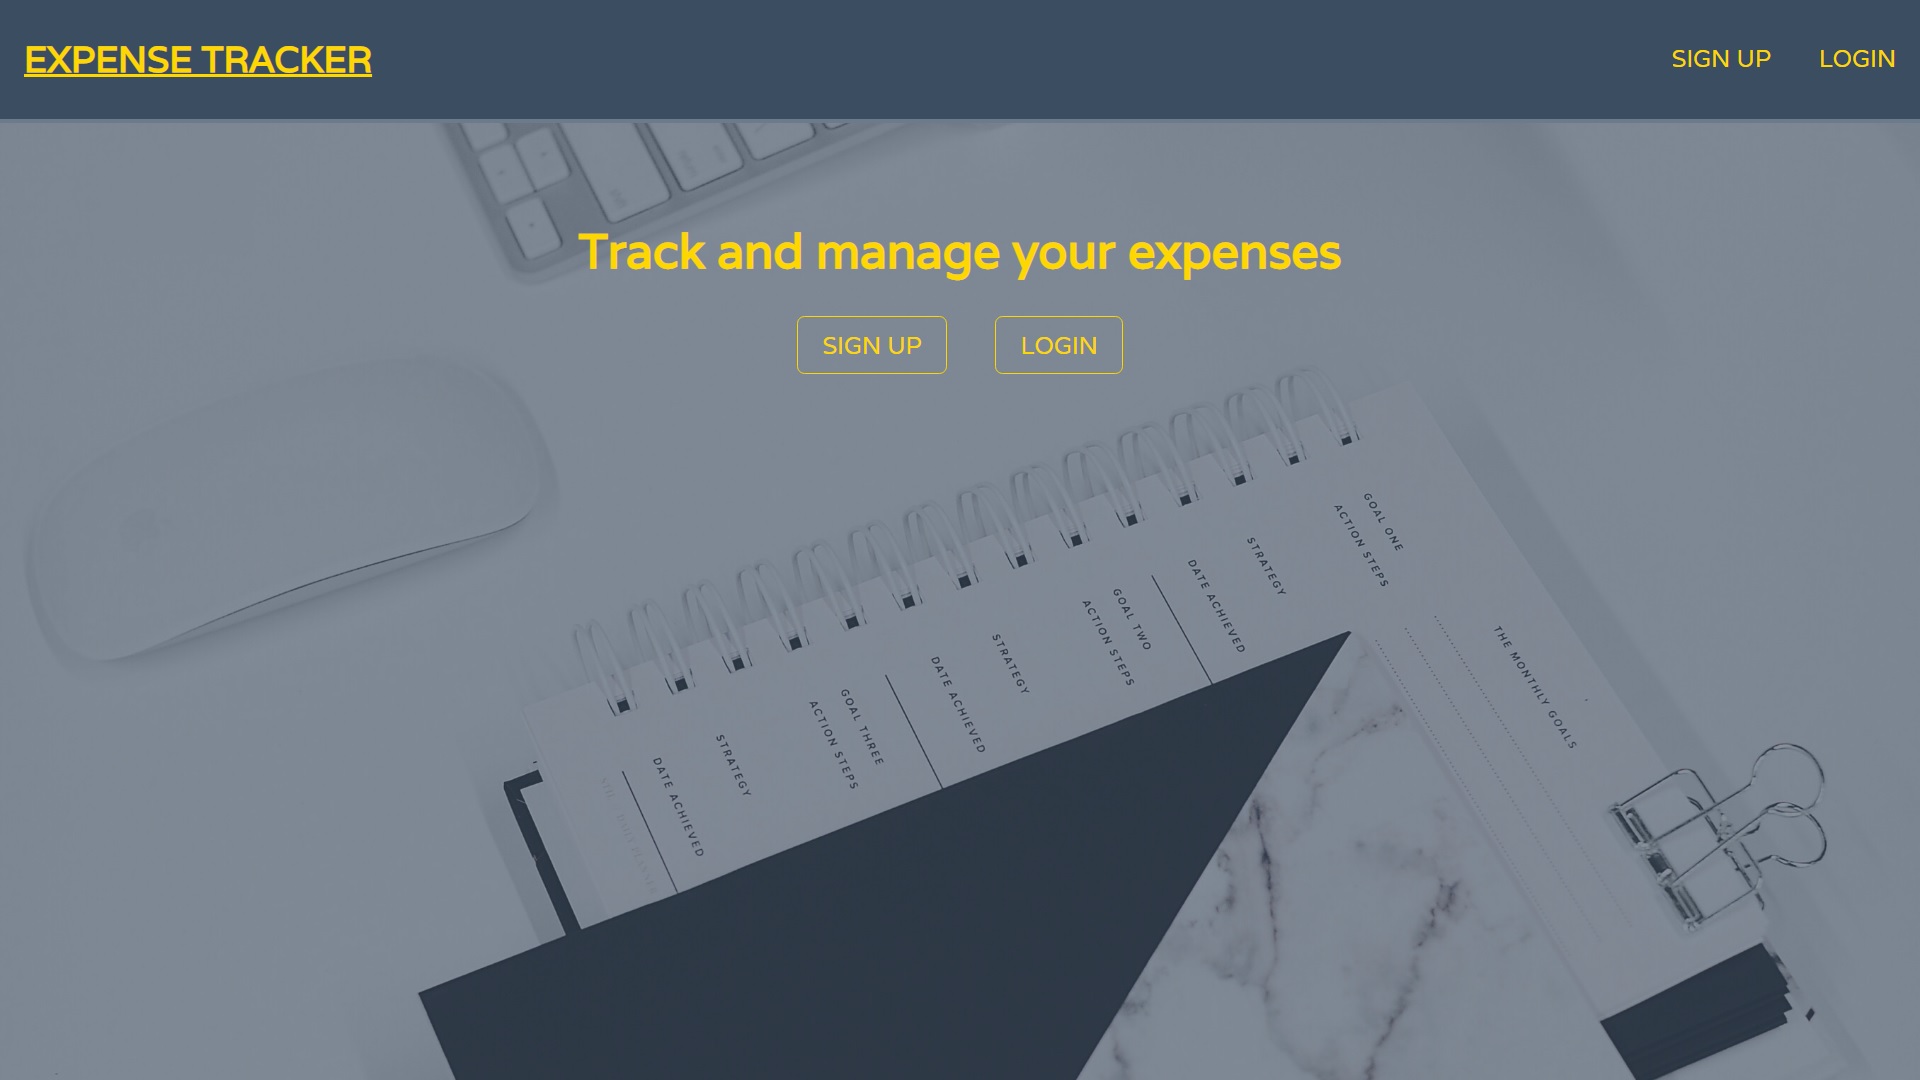 EXPENSE TRACKER
SIGN UP
LOGIN
Track and manage your expenses
SIGN UP
LOGIN
GOAL ONE
ACTION STEPS
STRATEGY
DATE ACHIEVED
GOAL TWO
ACTION STEPS
STRATEGY
DATE ACHIEVED
GOAL THREE
ACTION STEPS
STRATEGY
DATE ACHIEVED
THE MONTHLY GOALS